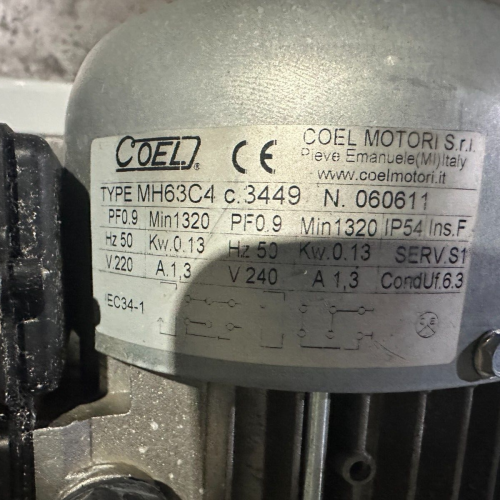 COEL®
CE
COEL MOTORI S.r.l.
Pieve Emanuele(MI)Italy
www.coelmotori.it
TYPE MH63C4 c.3449 N. 060611
PF0.9 Min1320 PF0.9 Min1320 IP54 Ins.F
Hz 50 Kw.0.13 Hz 50 Kw.0.13 SERV.S1
V.220 A.1,3 V 240 A 1,3 CondUf.6.3
IEC34-1